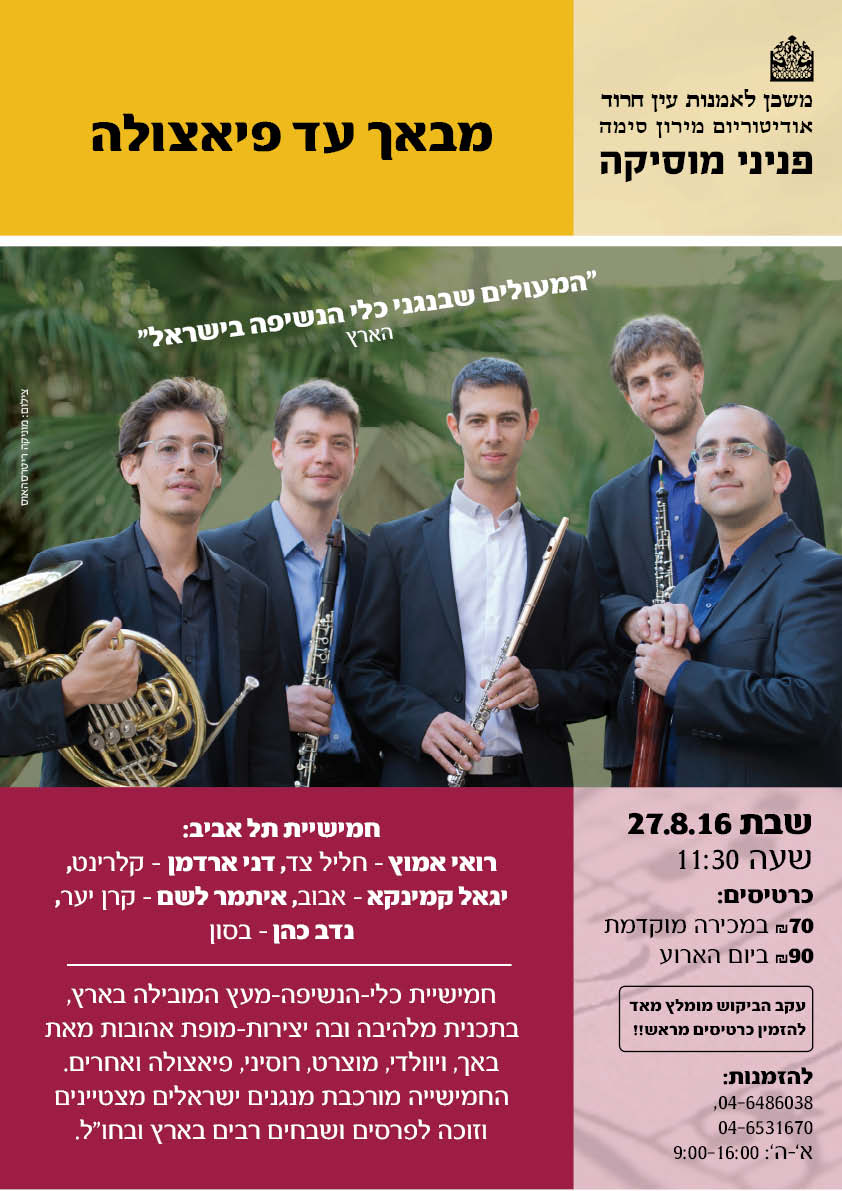 משכן לאמנות עין חרוד
אודיטוריום מירון סימה
פניני מוסיקה
מבאך עד פיאצולה
"המעולים שבנגני כלי הנשיפה בישראל"
הארץ
צילום: מוניקה ריטרסהאוס
חמישיית תל אביב:
רואי אמוץ - חליל צד, דני ארדמן - קלרינט,
יגאל קמינקא - אבוב, איתמר לשם - קרן יער,
נדב כהן - בסון
חמישיית כלי-הנשיפה-מעץ המובילה בארץ,
בתכנית מלהיבה ובה יצירות-מופת אהובות מאת
באך, ויוולדי, מוצרט, רוסיני, פיאצולה ואחרים.
החמישייה מורכבת מנגנים ישראלים מצטיינים
וזוכה לפרסים ושבחים רבים בארץ ובחו"ל.
שבת 27.8.16
שעה 11:30
כרטיסים:
70₪ במכירה מוקדמת
90₪ ביום הארוע
עקב הביקוש מומלץ מאד
להזמין כרטיסים מראש!!
להזמנות:
04-6486038,
04-6531670
א'-ה': 9:00-16:00